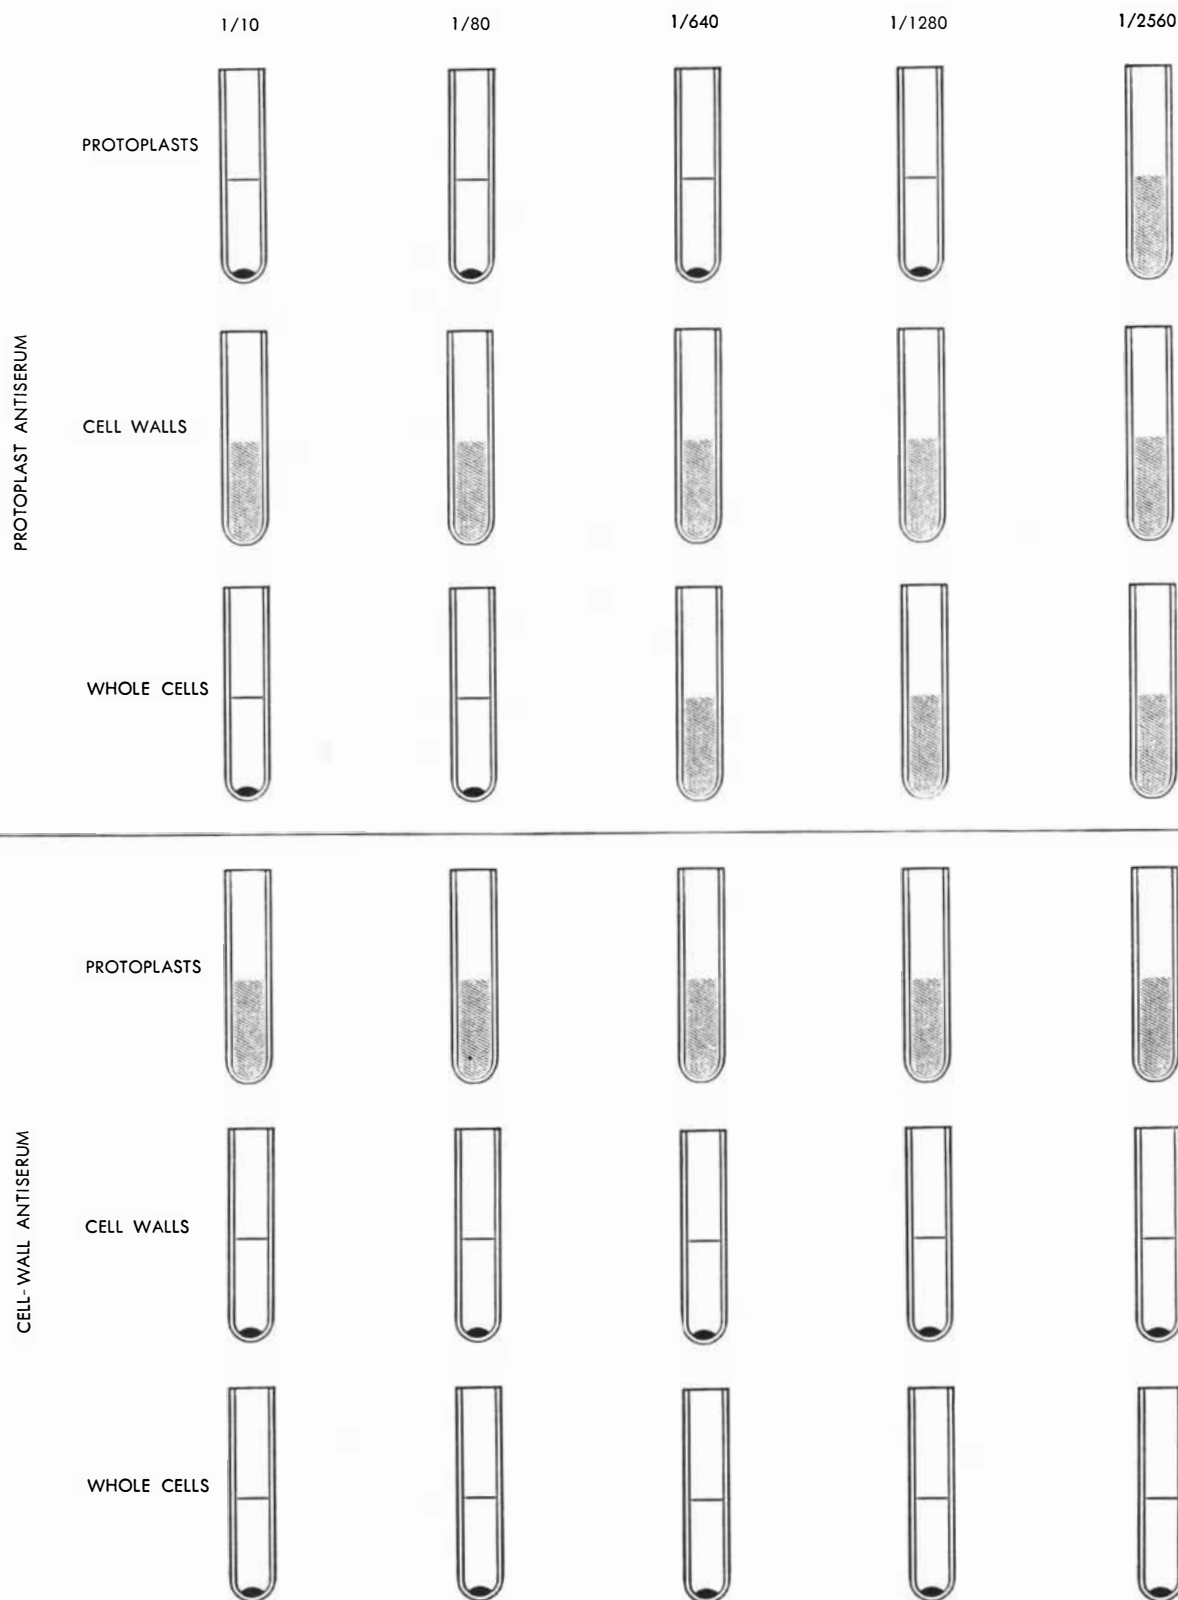 1/10 1/80 1/640 1/1280 1/2560
PROTOPLASTS
PROTOPLAST ANTISERUM
CELL WALLS
WHOLE CELLS
PROTOPLASTS
CELL-WALL ANTISERUM
CELL WALLS
WHOLE CELLS